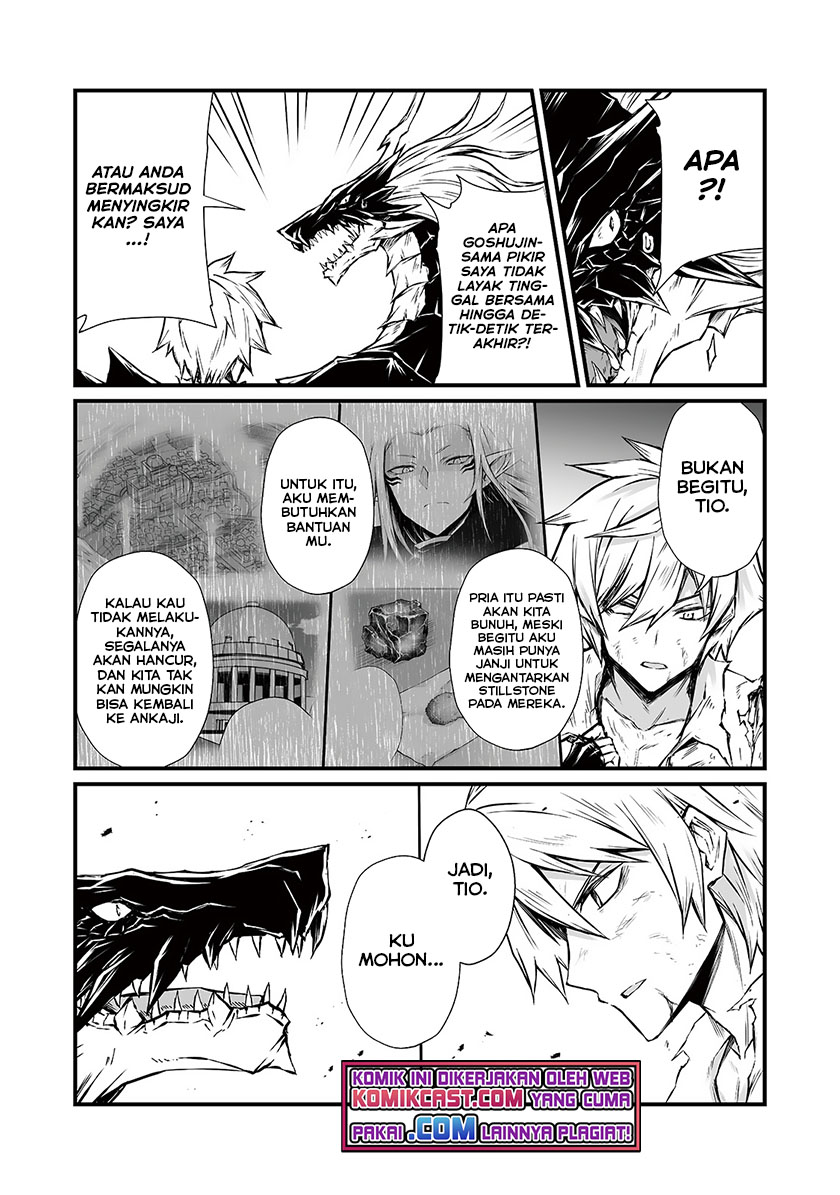 APA
?!
APA
GOSHUJIN-
SAMA PIKIR
SAYA TIDAK
LAYAK TING-
GAL BERSAMA
HINGGA DE-
TIK-DETIK TER-
AKHIR?!
ATAU ANDA
BERMAKSUD
MENYINGKIR
KAN? SAYA
...!
BUKAN
BEGITU,
TIO.
PRIA ITU PASTI
AKAN KITA
BUNUH, MESKI
BEGITU AKU
MASIH PUNYA
JANJI UNTUK
MENGANTARKAN
STILLSTONE
PADA MEREKA.
UNTUK ITU,
AKU MEM-
BUTUHKAN
BANTUAN
MU.
KALAU KAU
TIDAK MELAKU-
KANNYA,
SEGALANYA
AKAN HANCUR,
DAN KITA TAK
KAN MUNGKIN
BISA KEMBALI
KE ANKAJI.
JADI,
TIO.
KU
MOHON...
KOMIK INI DIKERJAKAN OLEH WEB
KOMIKCAST.COM YANG CUMA
PAKAI .COM LAINNYA PLAGIAT!